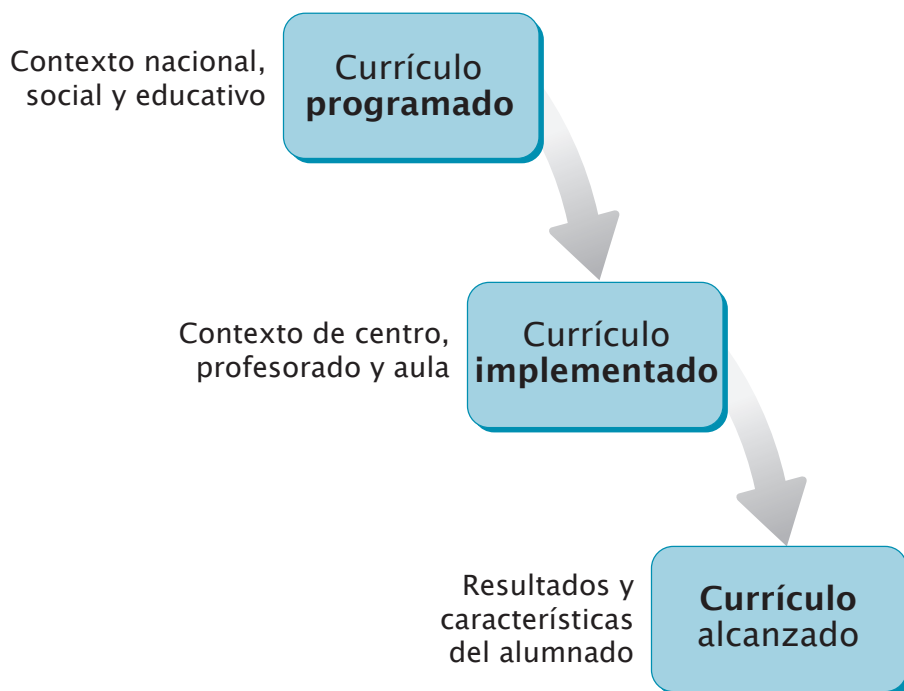 Contexto nacional,
social y educativo
Currículo
programado
Contexto de centro,
profesorado y aula
Currículo
implementado
Resultados y
características
del alumnado
Currículo
alcanzado